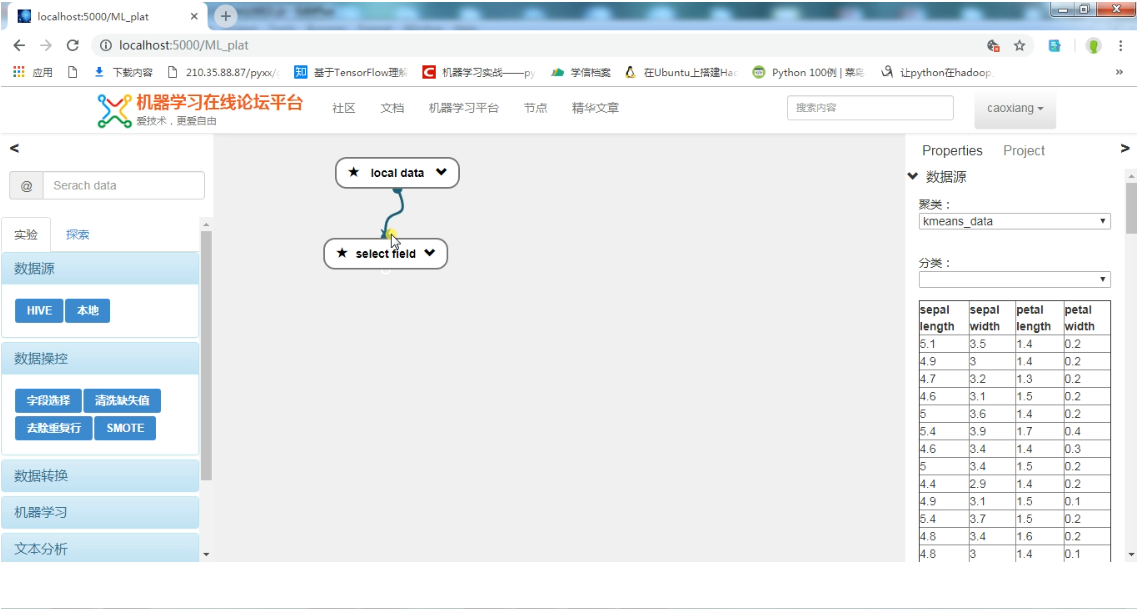 localhost:5000/ML_plat
localhost:5000/ML_plat
应用 下载内容 210.35.88.87/pyxx/ 基于TensorFlow理解 机器学习实战——py 学信档案 在Ubuntu上搭建Had Python 100例 | 菜鸟 让python在hadoop.
机器学习在线论坛平台
爱技术，更爱自由
社区 文档 机器学习平台 节点 精华文章 搜索内容 caoxiang
< Properties Project >
@ Serach data
实验 探索
数据源
HIVE 本地
数据操控
字段选择 清洗缺失值
去除重复行 SMOTE
数据转换
机器学习
文本分析
★ local data
★ select field
数据源
聚类：
kmeans_data
分类：
sepal length sepal width petal length petal width
5.1 3.5 1.4 0.2
4.9 3 1.4 0.2
4.7 3.2 1.3 0.2
4.6 3.1 1.5 0.2
5 3.6 1.4 0.2
5.4 3.9 1.7 0.4
4.6 3.4 1.4 0.3
5 3.4 1.5 0.2
4.4 2.9 1.4 0.2
4.9 3.1 1.5 0.1
5.4 3.7 1.5 0.2
4.8 3.4 1.6 0.2
4.8 3 1.4 0.1